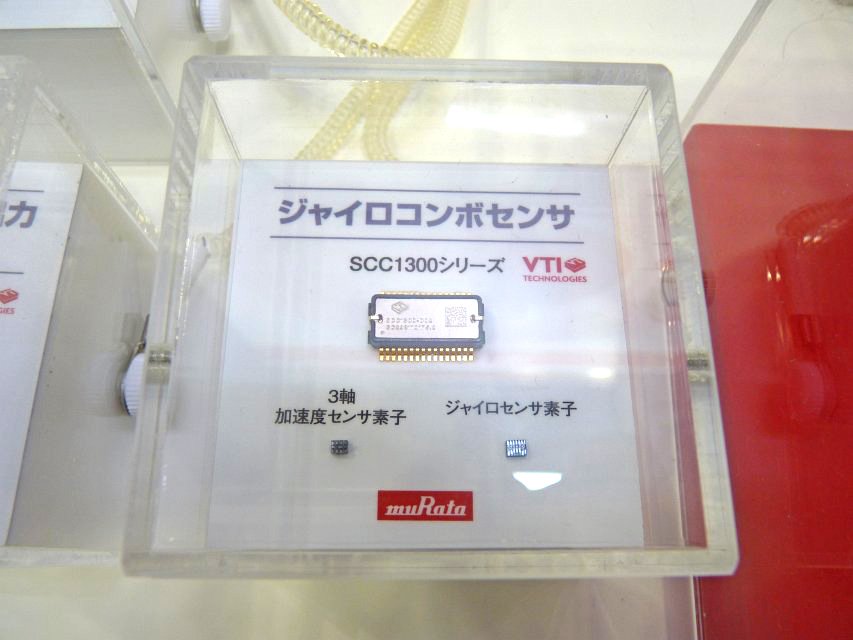 ジャイロコンボセンサ
SCC1300シリーズ
VTI
TECHNOLOGIES
3軸
加速度センサ素子
ジャイロセンサ素子
muRata
力